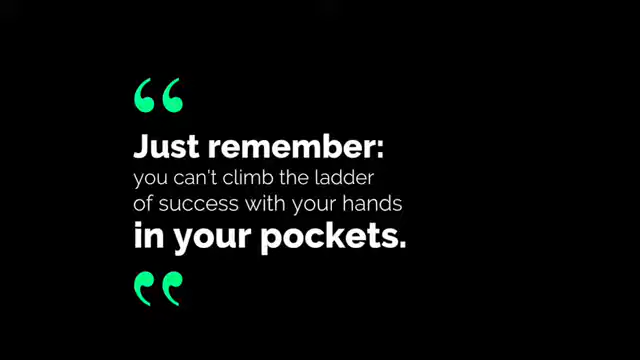 “
Just remember:
you can't climb the ladder
of success with your hands
in your pockets.
”